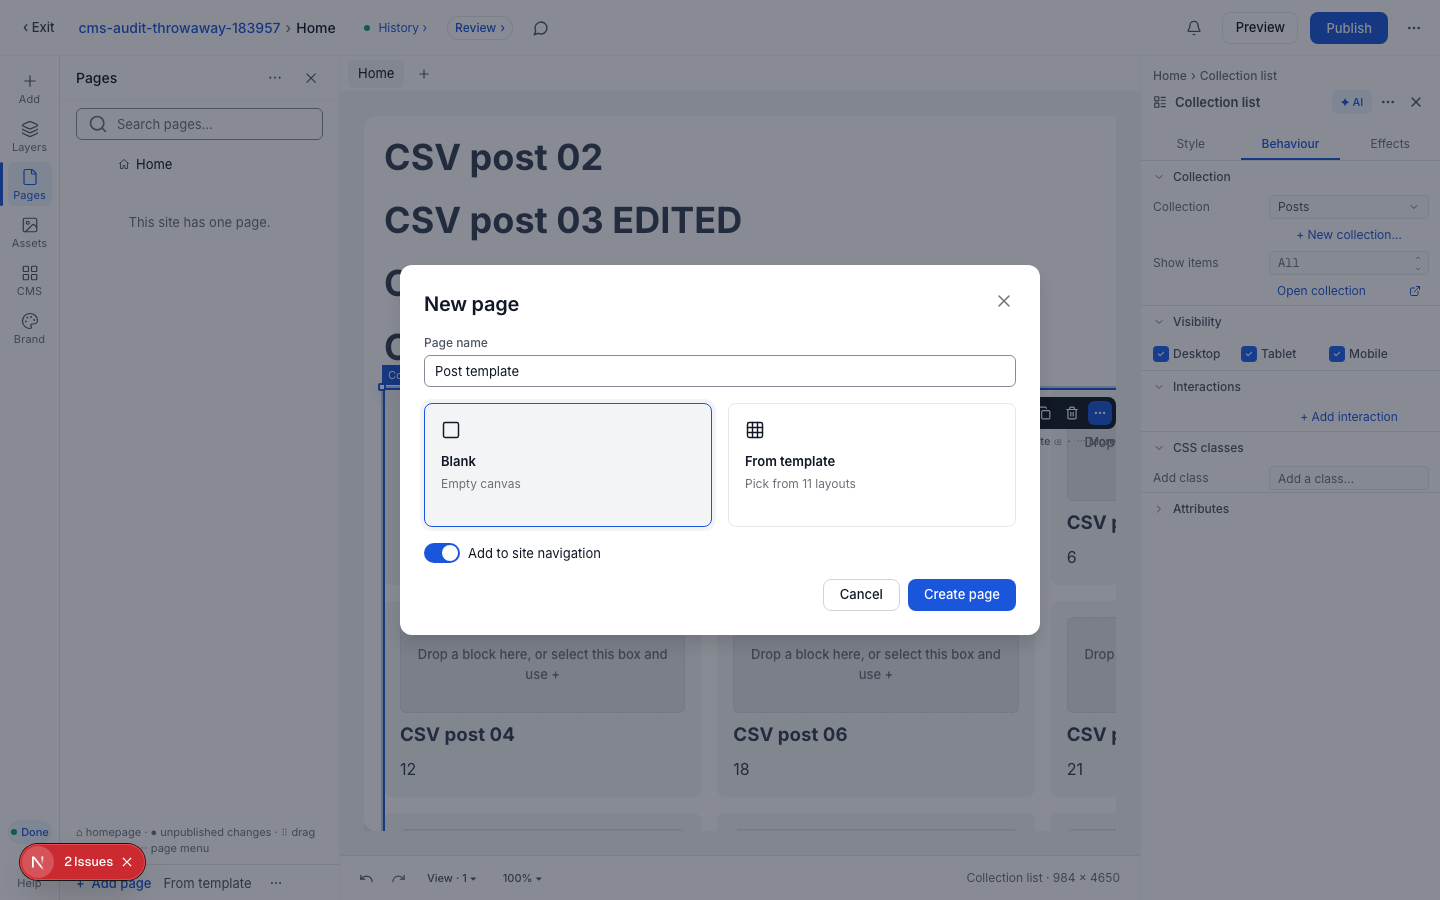 Exit
cms-audit-throwaway-183957 › Home
History ›
Review ›
Preview
Publish
Add
Layers
Pages
Assets
CMS
Brand
Done
Help
Pages
Search pages...
Home
This site has one page.
⌂ homepage · ● unpublished changes · ⠿ drag
page menu
+ Add page
From template
2 Issues
Home
CSV post 02
CSV post 03 EDITED
New page
Page name
Post template
Blank
Empty canvas
From template
Pick from 11 layouts
Add to site navigation
Cancel
Create page
Drop
CSV p
6
Drop a block here, or select this box and
use +
Drop a block here, or select this box and
use +
Drop
CSV post 04
CSV post 06
CSV p
12
18
21
View · 1
100%
Collection list · 984 × 4650
Home › Collection list
Collection list
AI
Style
Behaviour
Effects
Collection
Collection
Posts
+ New collection...
Show items
All
Open collection
Visibility
Desktop
Tablet
Mobile
Interactions
+ Add interaction
CSS classes
Add class
Add a class...
Attributes